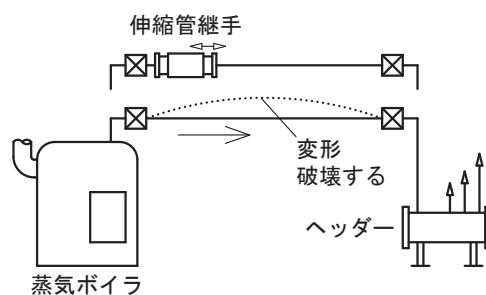 伸縮管継手
変形
破壊する
ヘッダー
蒸気ボイラ